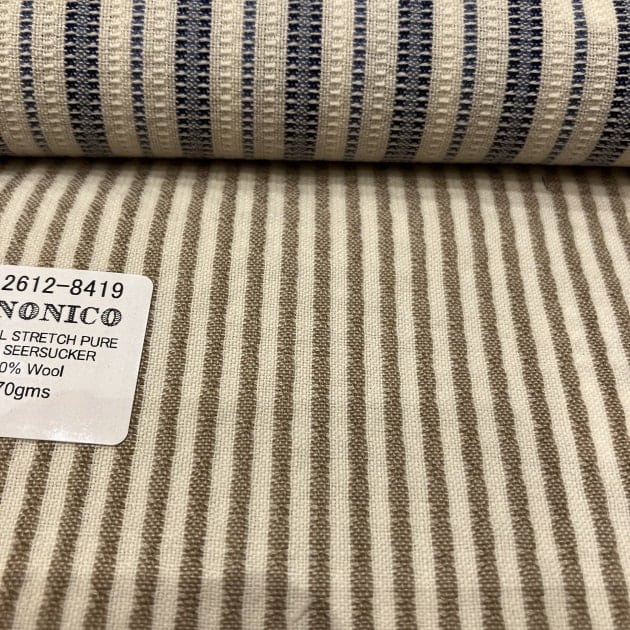 2612-8419
NONICO
L STRETCH PURE
SEERSUCKER
0% Wool
70gms